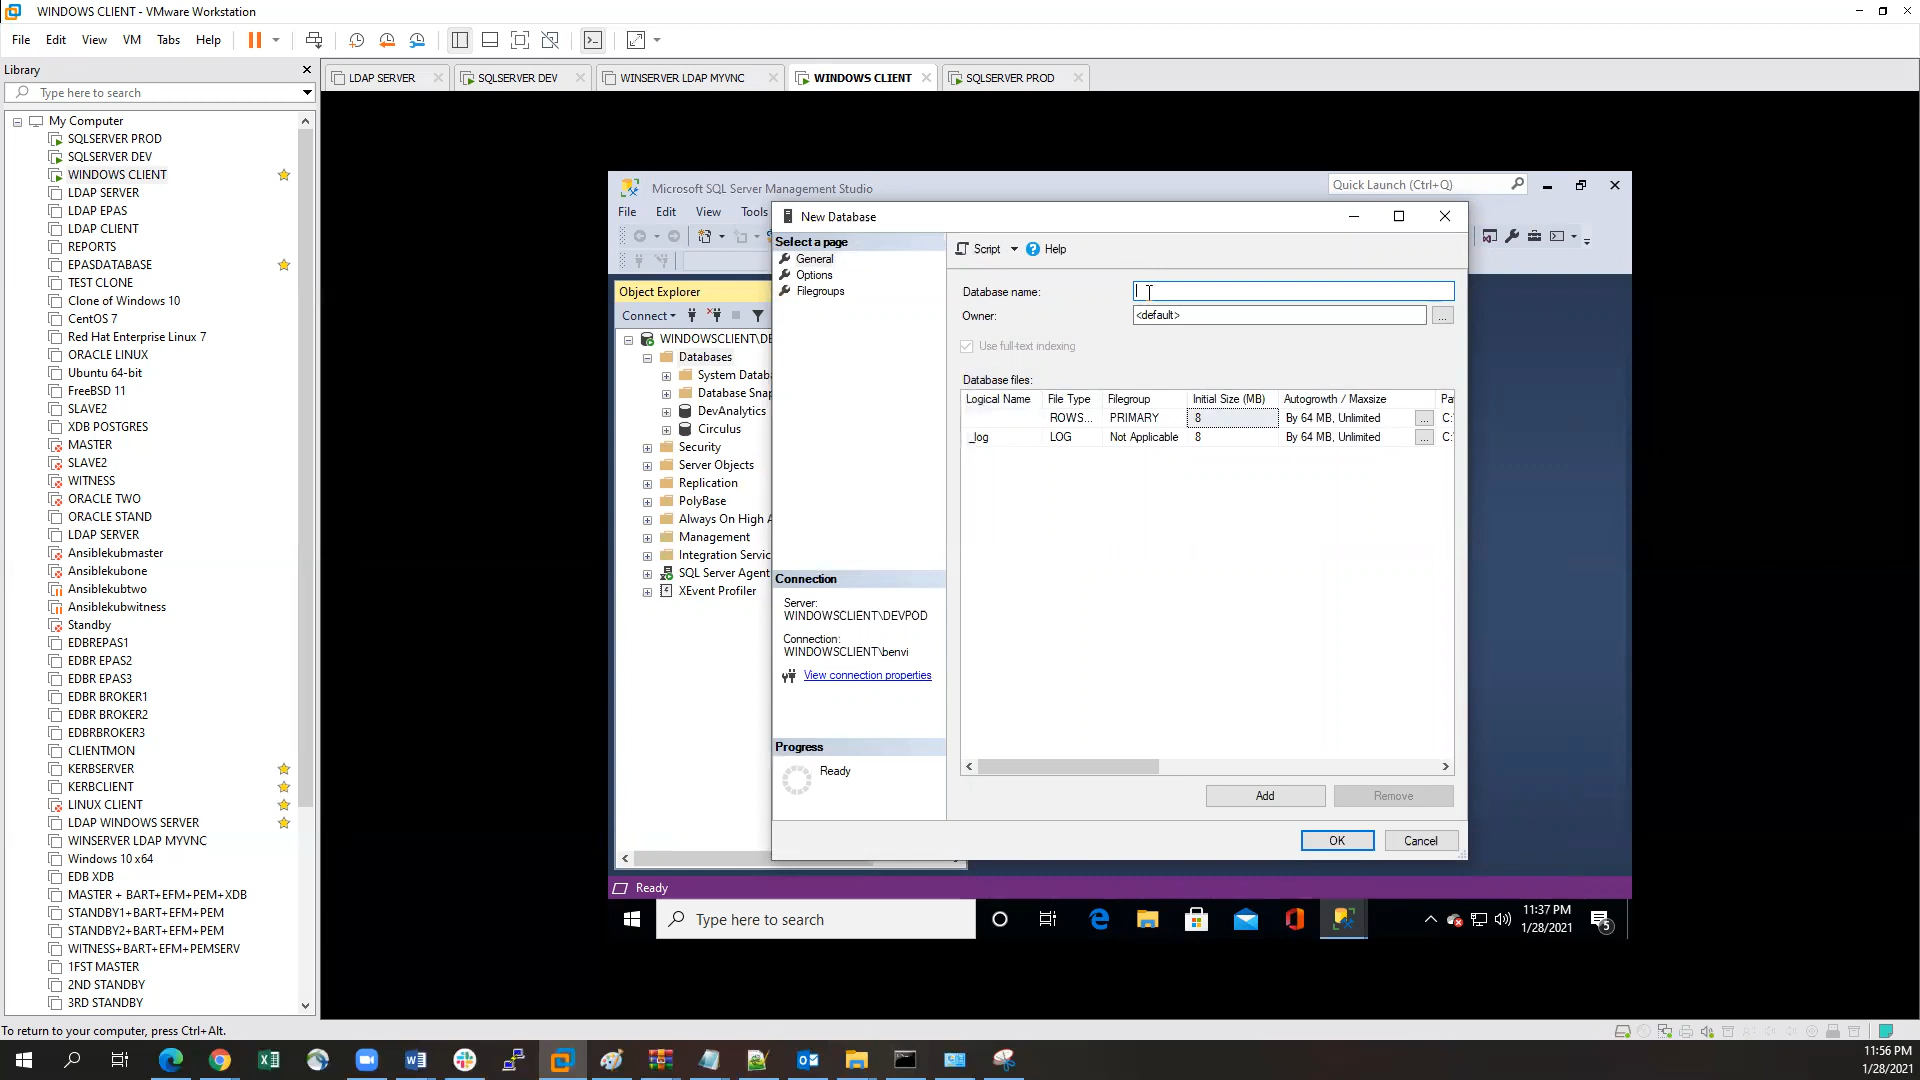 WINDOWS CLIENT - VMware Workstation
File Edit View VM Tabs Help
Library
Type here to search
My Computer
SQLSERVER PROD
SQLSERVER DEV
WINDOWS CLIENT
LDAP SERVER
LDAP EPAS
LDAP CLIENT
REPORTS
EPASDATABASE
TEST CLONE
Clone of Windows 10
CentOS 7
Red Hat Enterprise Linux 7
ORACLE LINUX
Ubuntu 64-bit
FreeBSD 11
SLAVE2
XDB POSTGRES
MASTER
SLAVE2
WITNESS
ORACLE TWO
ORACLE STAND
LDAP SERVER
Ansiblekubmaster
Ansiblekubone
Ansiblekubtwo
Ansiblekubwitness
Standby
EDBREPAS1
EDBR EPAS2
EDBR EPAS3
EDBR BROKER1
EDBR BROKER2
EDBRBROKER3
CLIENTMON
KERBSERVER
KERBCLIENT
LINUX CLIENT
LDAP WINDOWS SERVER
WINSERVER LDAP MYVNC
Windows 10 x64
EDB XDB
MASTER + BART+EFM+PEM+XDB
STANDBY1+BART+EFM+PEM
STANDBY2+BART+EFM+PEM
WITNESS+BART+EFM+PEMSERV
1FST MASTER
2ND STANDBY
3RD STANDBY
LDAP SERVER SQLSERVER DEV WINSERVER LDAP MYVNC WINDOWS CLIENT SQLSERVER PROD
Microsoft SQL Server Management Studio
Quick Launch (Ctrl+Q)
File Edit View Tools
Object Explorer
Connect
WINDOWSCLIENT\DE
Databases
System Datab
Database Snap
DevAnalytics
Circulus
Security
Server Objects
Replication
PolyBase
Always On High A
Management
Integration Servic
SQL Server Agent
XEvent Profiler
New Database
Select a page
General
Options
Filegroups
Connection
Server:
WINDOWSCLIENT\DEVPOD
Connection:
WINDOWSCLIENT\benvi
View connection properties
Progress
Ready
Script Help
Database name:
Owner: <default> ...
Use full-text indexing
Database files:
Logical Name File Type Filegroup Initial Size (MB) Autogrowth / Maxsize Pa
ROWS... PRIMARY 8 By 64 MB, Unlimited ... C:\
_log LOG Not Applicable 8 By 64 MB, Unlimited ... C:\
Add Remove
OK Cancel
Ready
Type here to search
11:37 PM
1/28/2021
5
To return to your computer, press Ctrl+Alt.
11:56 PM
1/28/2021